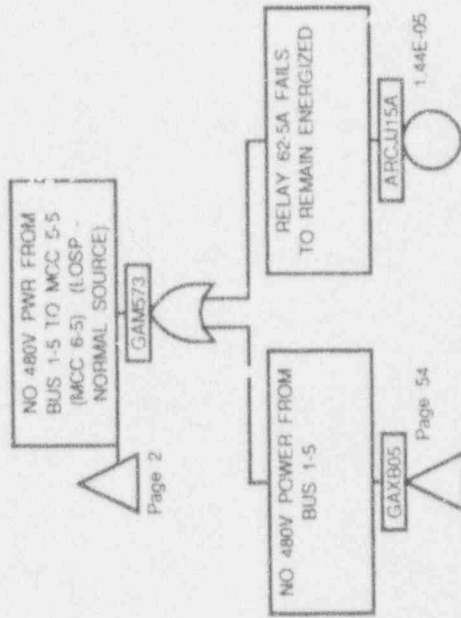 NO 480V PWR FROM
BUS 1-5 TO MCC 5-5
(MCC 6-5) (LOSP -
NORMAL SOURCE)
GAM573
Page 2
NO 480V POWER FROM
BUS 1-5
GAXB05
Page 54
RELAY 62-5A FAILS
TO REMAIN ENERGIZED
ARCJU15A
1.44E-05